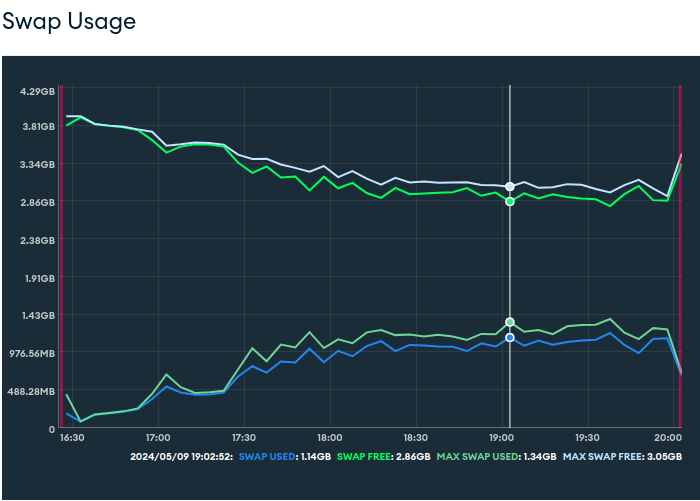 Swap Usage
4.29GB
3.81GB
3.34GB
2.86GB
2.38GB
1.91GB
1.43GB
976.56MB
488.28MB
0
16:30 17:00 17:30 18:00 18:30 19:00 19:30 20:00
2024/05/09 19:02:52: SWAP USED: 1.14GB SWAP FREE: 2.86GB MAX SWAP USED: 1.34GB MAX SWAP FREE: 3.05GB